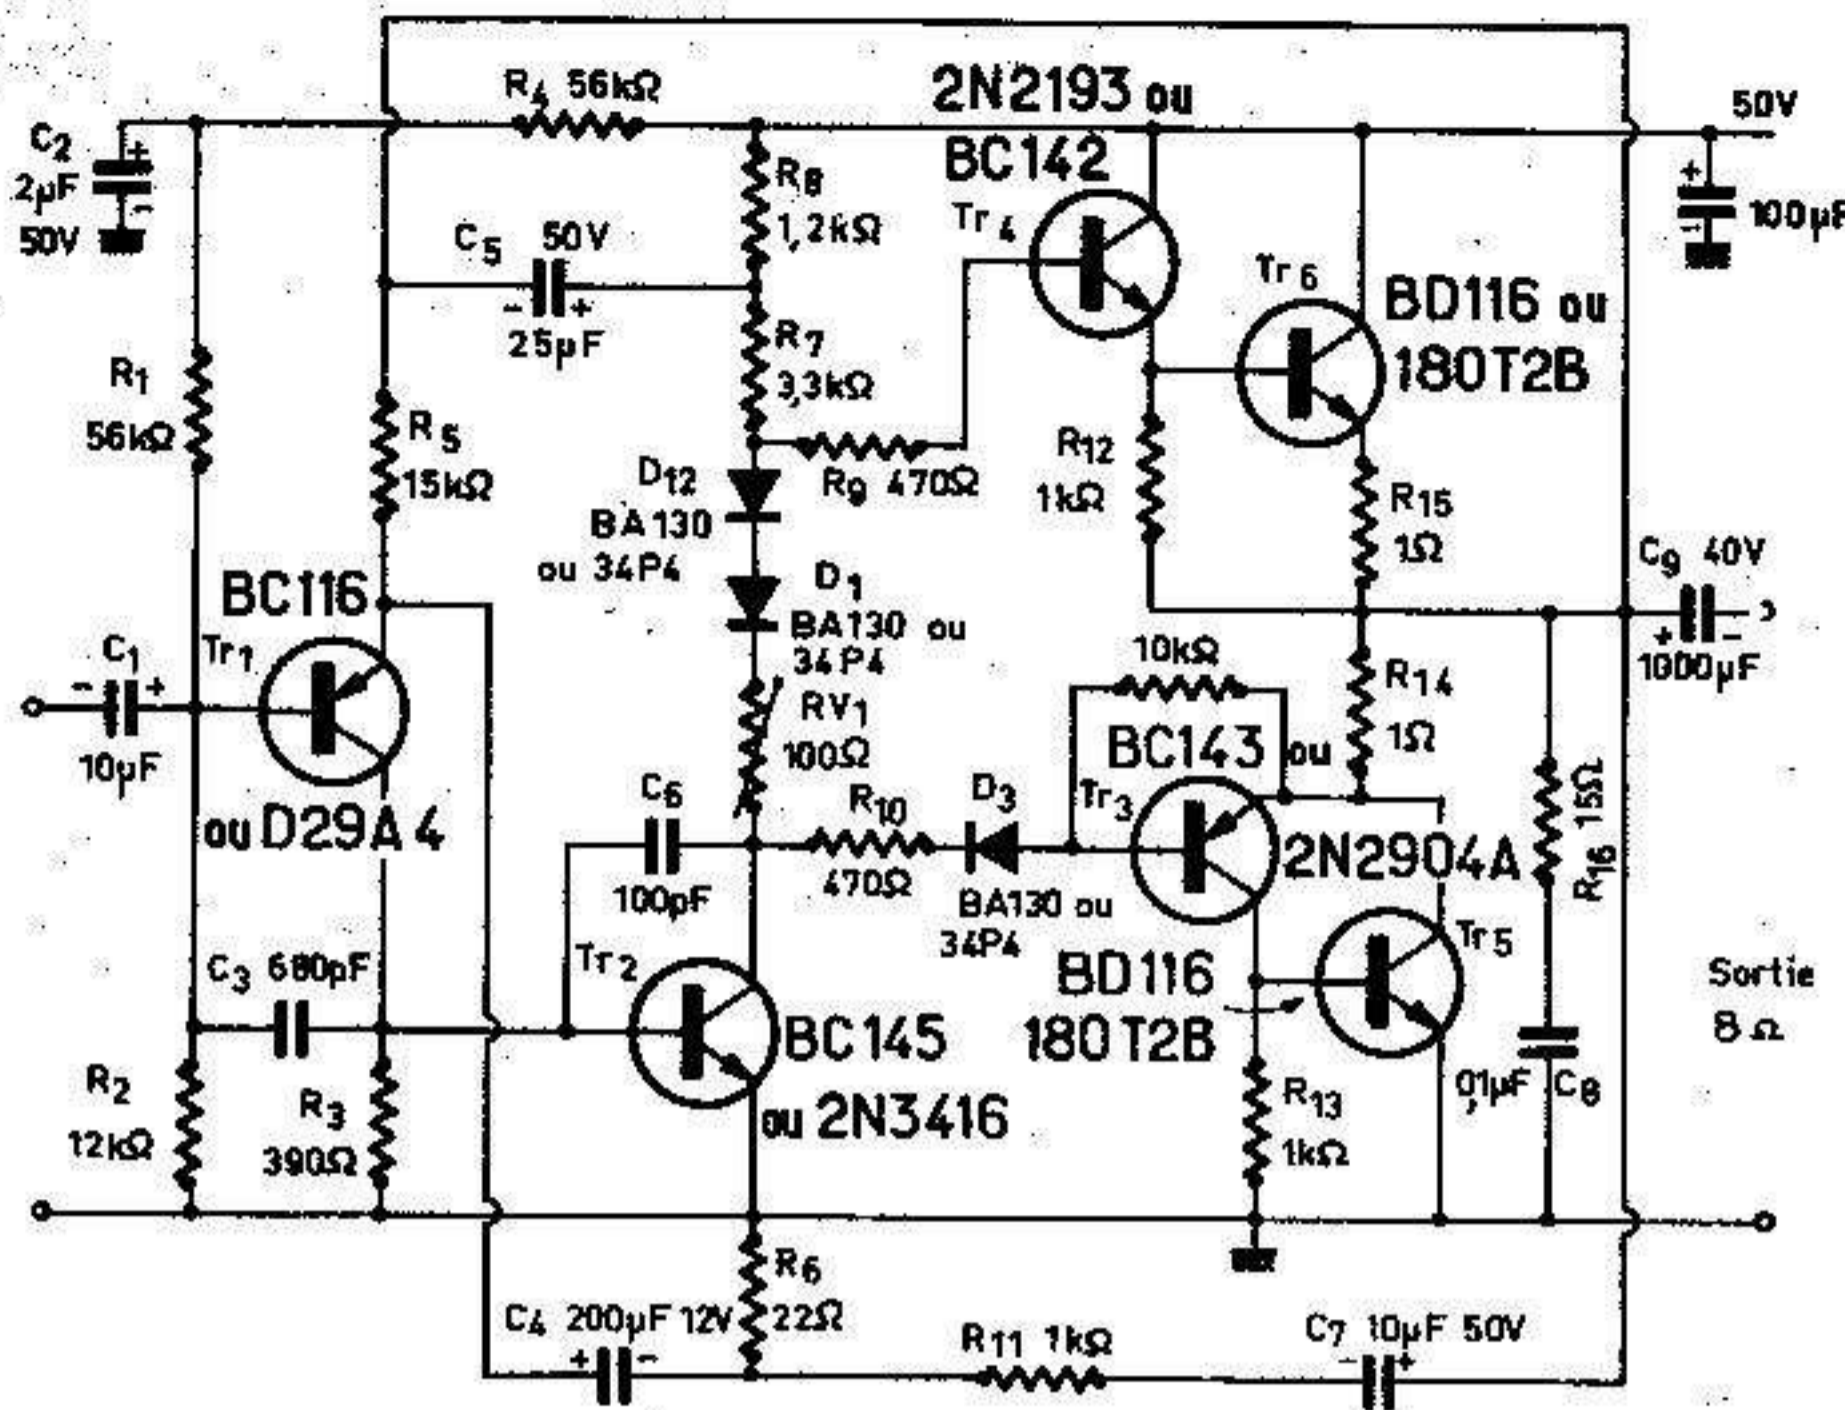 R4 56kΩ
2N2193 ou
BC142
50V
C2
2µF
50V
+
-
R8
1,2kΩ
Tr4
+
-
100µF
C5
50V
- +
25µF
Tr6
BD116 ou
180T2B
R1
56kΩ
R7
3,3kΩ
R5
15kΩ
R12
1kΩ
D12
BA130
ou 34P4
R9 470Ω
R15
1Ω
C9 40V
+ -
1000µF
BC116
D1
BA130 ou
34P4
C1
- +
10µF
Tr1
10kΩ
R14
1Ω
RV1
100Ω
BC143 ou
2N2904A
ou D29A4
C6
100pF
R10
470Ω
D3
BA130 ou
34P4
Tr3
R16 15Ω
C3 680pF
Tr2
BC145
ou 2N3416
BD116
180T2B
Tr5
Sortie
8Ω
R2
12kΩ
R3
390Ω
R13
1kΩ
0,1µF C8
R6
22Ω
C4 200µF 12V
+ -
R11 1kΩ
C7 10µF 50V
- +